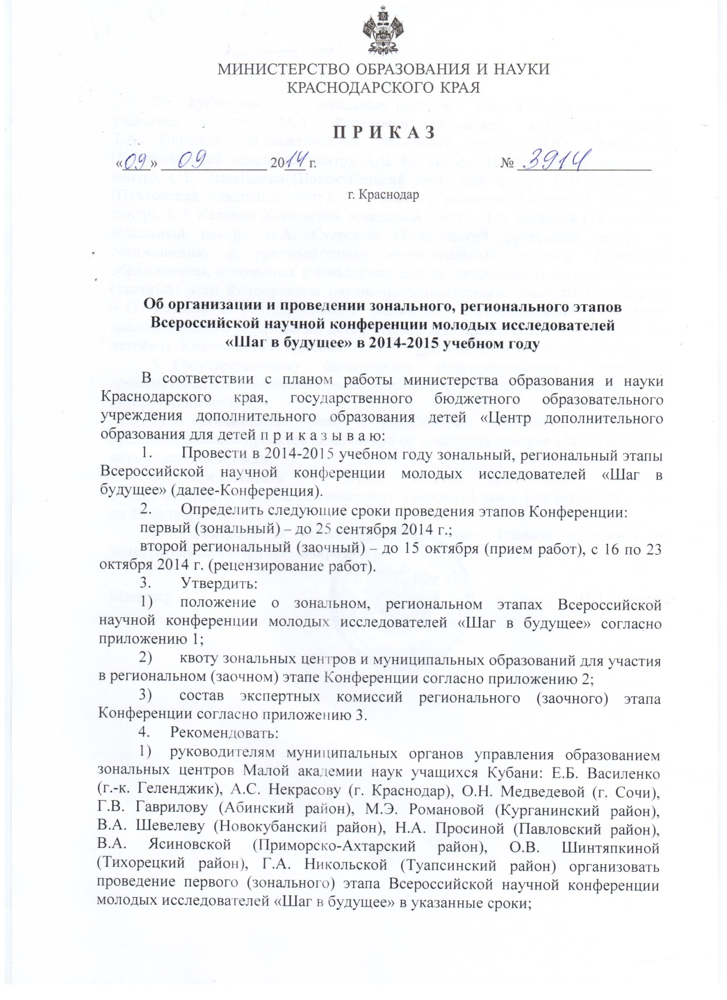 МИНИСТЕРСТВО ОБРАЗОВАНИЯ И НАУКИ
КРАСНОДАРСКОГО КРАЯ
П Р И К А З
«09» 09 2014 г. № 3914
г. Краснодар
Об организации и проведении зонального, регионального этапов
Всероссийской научной конференции молодых исследователей
«Шаг в будущее» в 2014-2015 учебном году
В соответствии с планом работы министерства образования и науки
Краснодарского края, государственного бюджетного образовательного
учреждения дополнительного образования детей «Центр дополнительного
образования для детей п р и к а з ы в а ю:
1. Провести в 2014-2015 учебном году зональный, региональный этапы
Всероссийской научной конференции молодых исследователей «Шаг в
будущее» (далее-Конференция).
2. Определить следующие сроки проведения этапов Конференции:
первый (зональный) – до 25 сентября 2014 г.;
второй региональный (заочный) – до 15 октября (прием работ), с 16 по 23
октября 2014 г. (рецензирование работ).
3. Утвердить:
1) положение о зональном, региональном этапах Всероссийской
научной конференции молодых исследователей «Шаг в будущее» согласно
приложению 1;
2) квоту зональных центров и муниципальных образований для участия
в региональном (заочном) этапе Конференции согласно приложению 2;
3) состав экспертных комиссий регионального (заочного) этапа
Конференции согласно приложению 3.
4. Рекомендовать:
1) руководителям муниципальных органов управления образованием
зональных центров Малой академии наук учащихся Кубани: Е.Б. Василенко
(г.-к. Геленджик), А.С. Некрасову (г. Краснодар), О.Н. Медведевой (г. Сочи),
Г.В. Гаврилову (Абинский район), М.Э. Романовой (Курганинский район),
В.А. Шевелеву (Новокубанский район), Н.А. Просиной (Павловский район),
В.А. Ясиновской (Приморско-Ахтарский район), О.В. Шинтяпкиной
(Тихорецкий район), Г.А. Никольской (Туапсинский район) организовать
проведение первого (зонального) этапа Всероссийской научной конференции
молодых исследователей «Шаг в будущее» в указанные сроки;